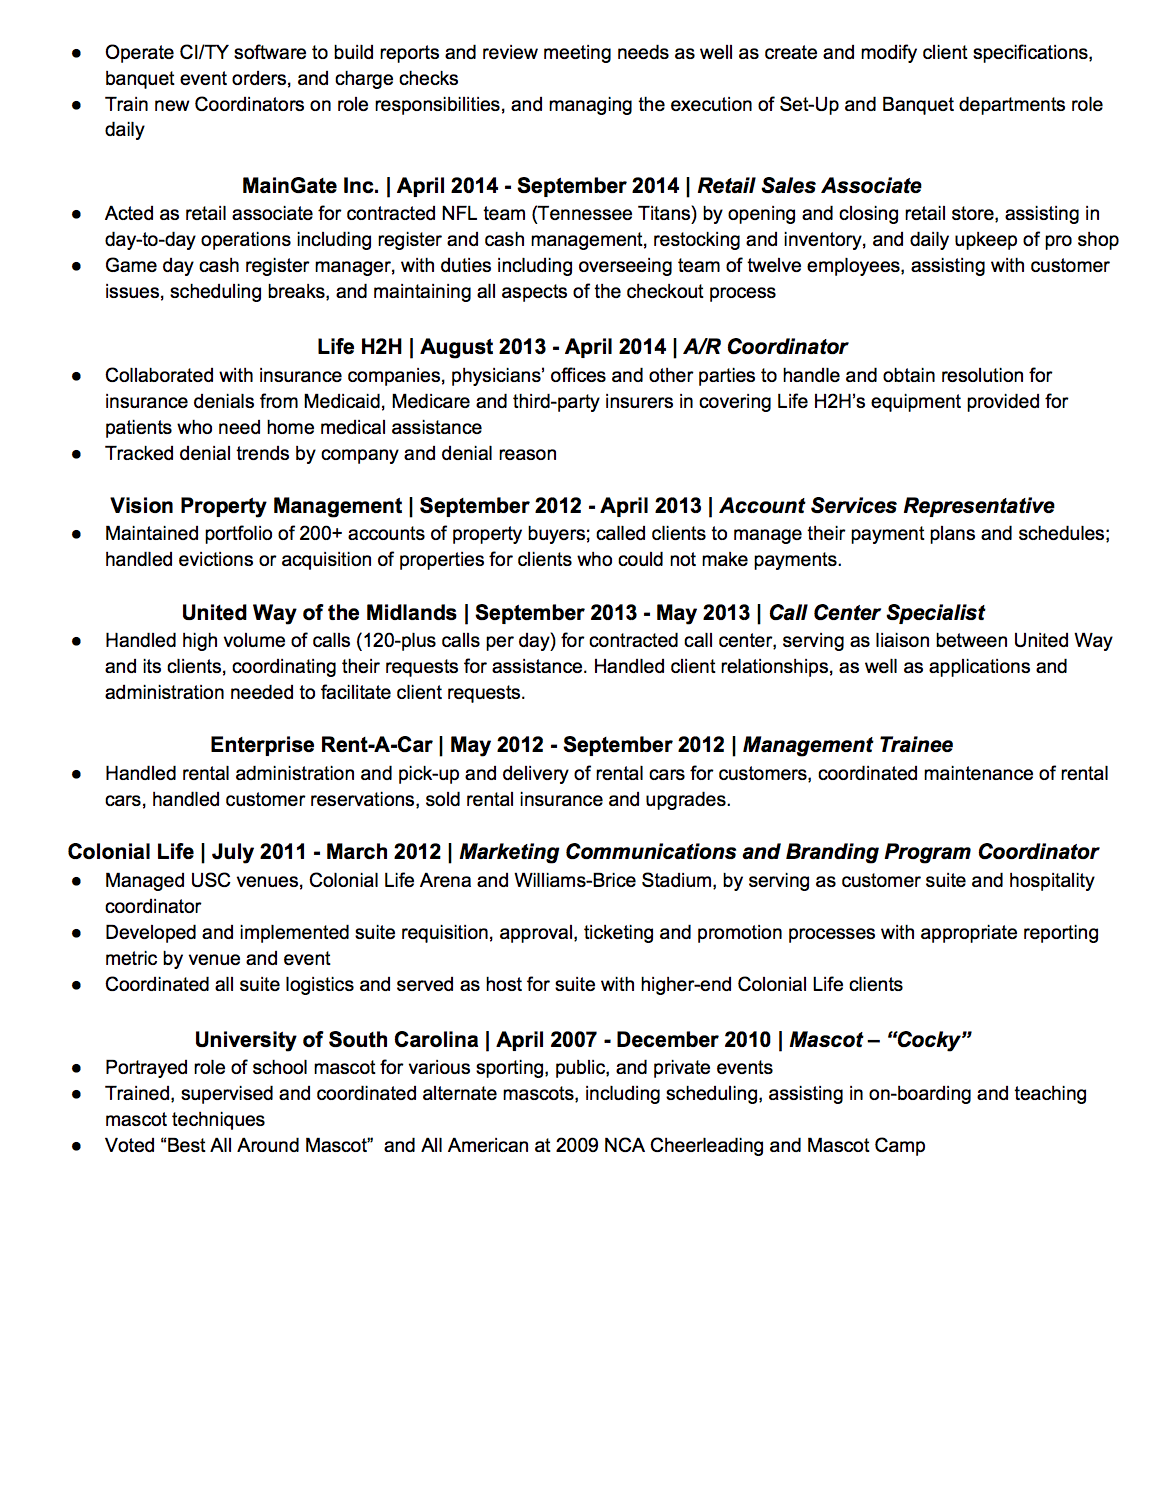 ● Operate CI/TY software to build reports and review meeting needs as well as create and modify client specifications,
banquet event orders, and charge checks
● Train new Coordinators on role responsibilities, and managing the execution of Set-Up and Banquet departments role
daily
MainGate Inc. | April 2014 - September 2014 | Retail Sales Associate
● Acted as retail associate for contracted NFL team (Tennessee Titans) by opening and closing retail store, assisting in
day-to-day operations including register and cash management, restocking and inventory, and daily upkeep of pro shop
● Game day cash register manager, with duties including overseeing team of twelve employees, assisting with customer
issues, scheduling breaks, and maintaining all aspects of the checkout process
Life H2H | August 2013 - April 2014 | A/R Coordinator
● Collaborated with insurance companies, physicians’ offices and other parties to handle and obtain resolution for
insurance denials from Medicaid, Medicare and third-party insurers in covering Life H2H’s equipment provided for
patients who need home medical assistance
● Tracked denial trends by company and denial reason
Vision Property Management | September 2012 - April 2013 | Account Services Representative
● Maintained portfolio of 200+ accounts of property buyers; called clients to manage their payment plans and schedules;
handled evictions or acquisition of properties for clients who could not make payments.
United Way of the Midlands | September 2013 - May 2013 | Call Center Specialist
● Handled high volume of calls (120-plus calls per day) for contracted call center, serving as liaison between United Way
and its clients, coordinating their requests for assistance. Handled client relationships, as well as applications and
administration needed to facilitate client requests.
Enterprise Rent-A-Car | May 2012 - September 2012 | Management Trainee
● Handled rental administration and pick-up and delivery of rental cars for customers, coordinated maintenance of rental
cars, handled customer reservations, sold rental insurance and upgrades.
Colonial Life | July 2011 - March 2012 | Marketing Communications and Branding Program Coordinator
● Managed USC venues, Colonial Life Arena and Williams-Brice Stadium, by serving as customer suite and hospitality
coordinator
● Developed and implemented suite requisition, approval, ticketing and promotion processes with appropriate reporting
metric by venue and event
● Coordinated all suite logistics and served as host for suite with higher-end Colonial Life clients
University of South Carolina | April 2007 - December 2010 | Mascot – “Cocky”
● Portrayed role of school mascot for various sporting, public, and private events
● Trained, supervised and coordinated alternate mascots, including scheduling, assisting in on-boarding and teaching
mascot techniques
● Voted “Best All Around Mascot” and All American at 2009 NCA Cheerleading and Mascot Camp